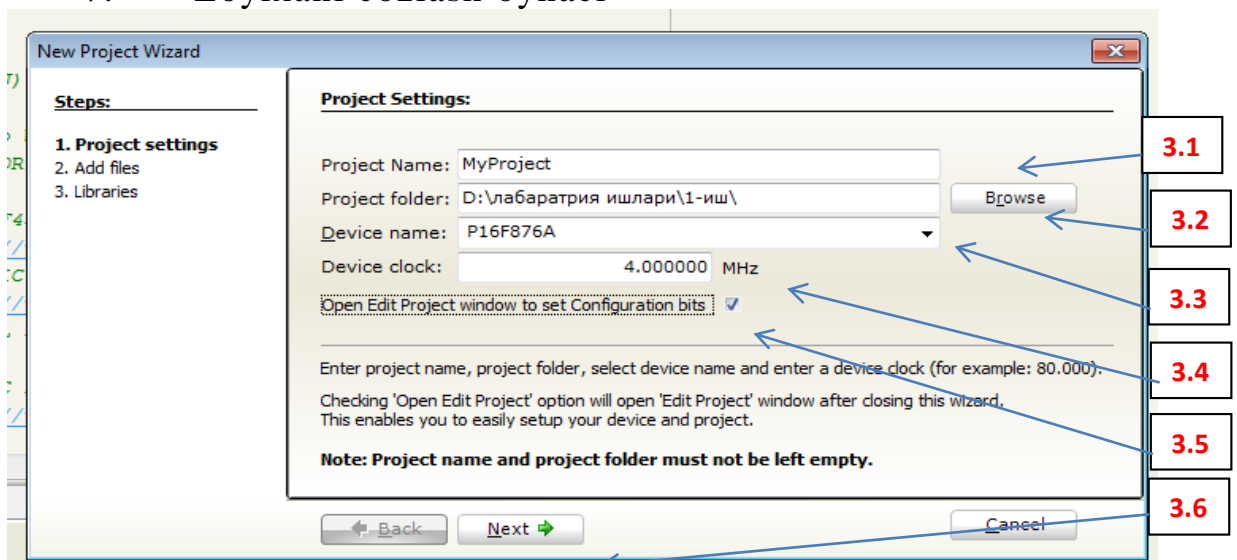 New Project Wizard
Steps:
1. Project settings
2. Add files
3. Libraries
Project Settings:
Project Name: MyProject
Project folder: D:\лабаратрия ишлари\1-иш\ Browse
Device name: P16F876A
Device clock: 4.000000 MHz
Open Edit Project window to set Configuration bits
Enter project name, project folder, select device name and enter a device clock (for example: 80.000).
Checking 'Open Edit Project' option will open 'Edit Project' window after closing this wizard.
This enables you to easily setup your device and project.
Note: Project name and project folder must not be left empty.
Back Next Cancel
3.1
3.2
3.3
3.4
3.5
3.6